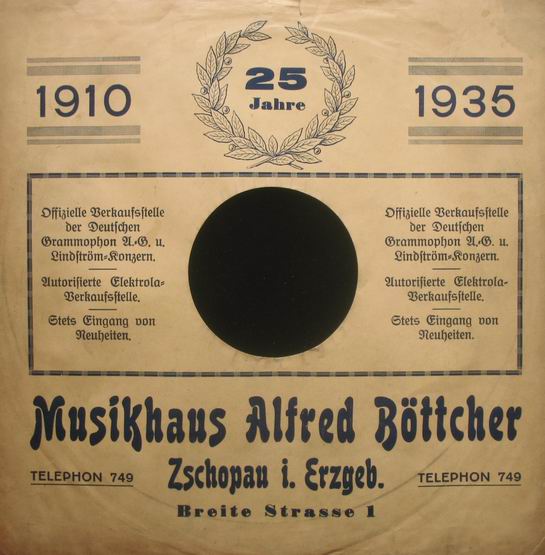 1910
25
Jahre
1935
Offizielle Verkaufsstelle
der Deutschen
Grammophon A.-G. u.
Lindström-Konzern.
Autorisierte Elektrola-
Verkaufsstelle.
Stets Eingang von
Neuheiten.
Offizielle Verkaufsstelle
der Deutschen
Grammophon A.-G. u.
Lindström-Konzern.
Autorisierte Elektrola-
Verkaufsstelle.
Stets Eingang von
Neuheiten.
Musikhaus Alfred Böttcher
TELEPHON 749
Zschopau i. Erzgeb.
TELEPHON 749
Breite Strasse 1